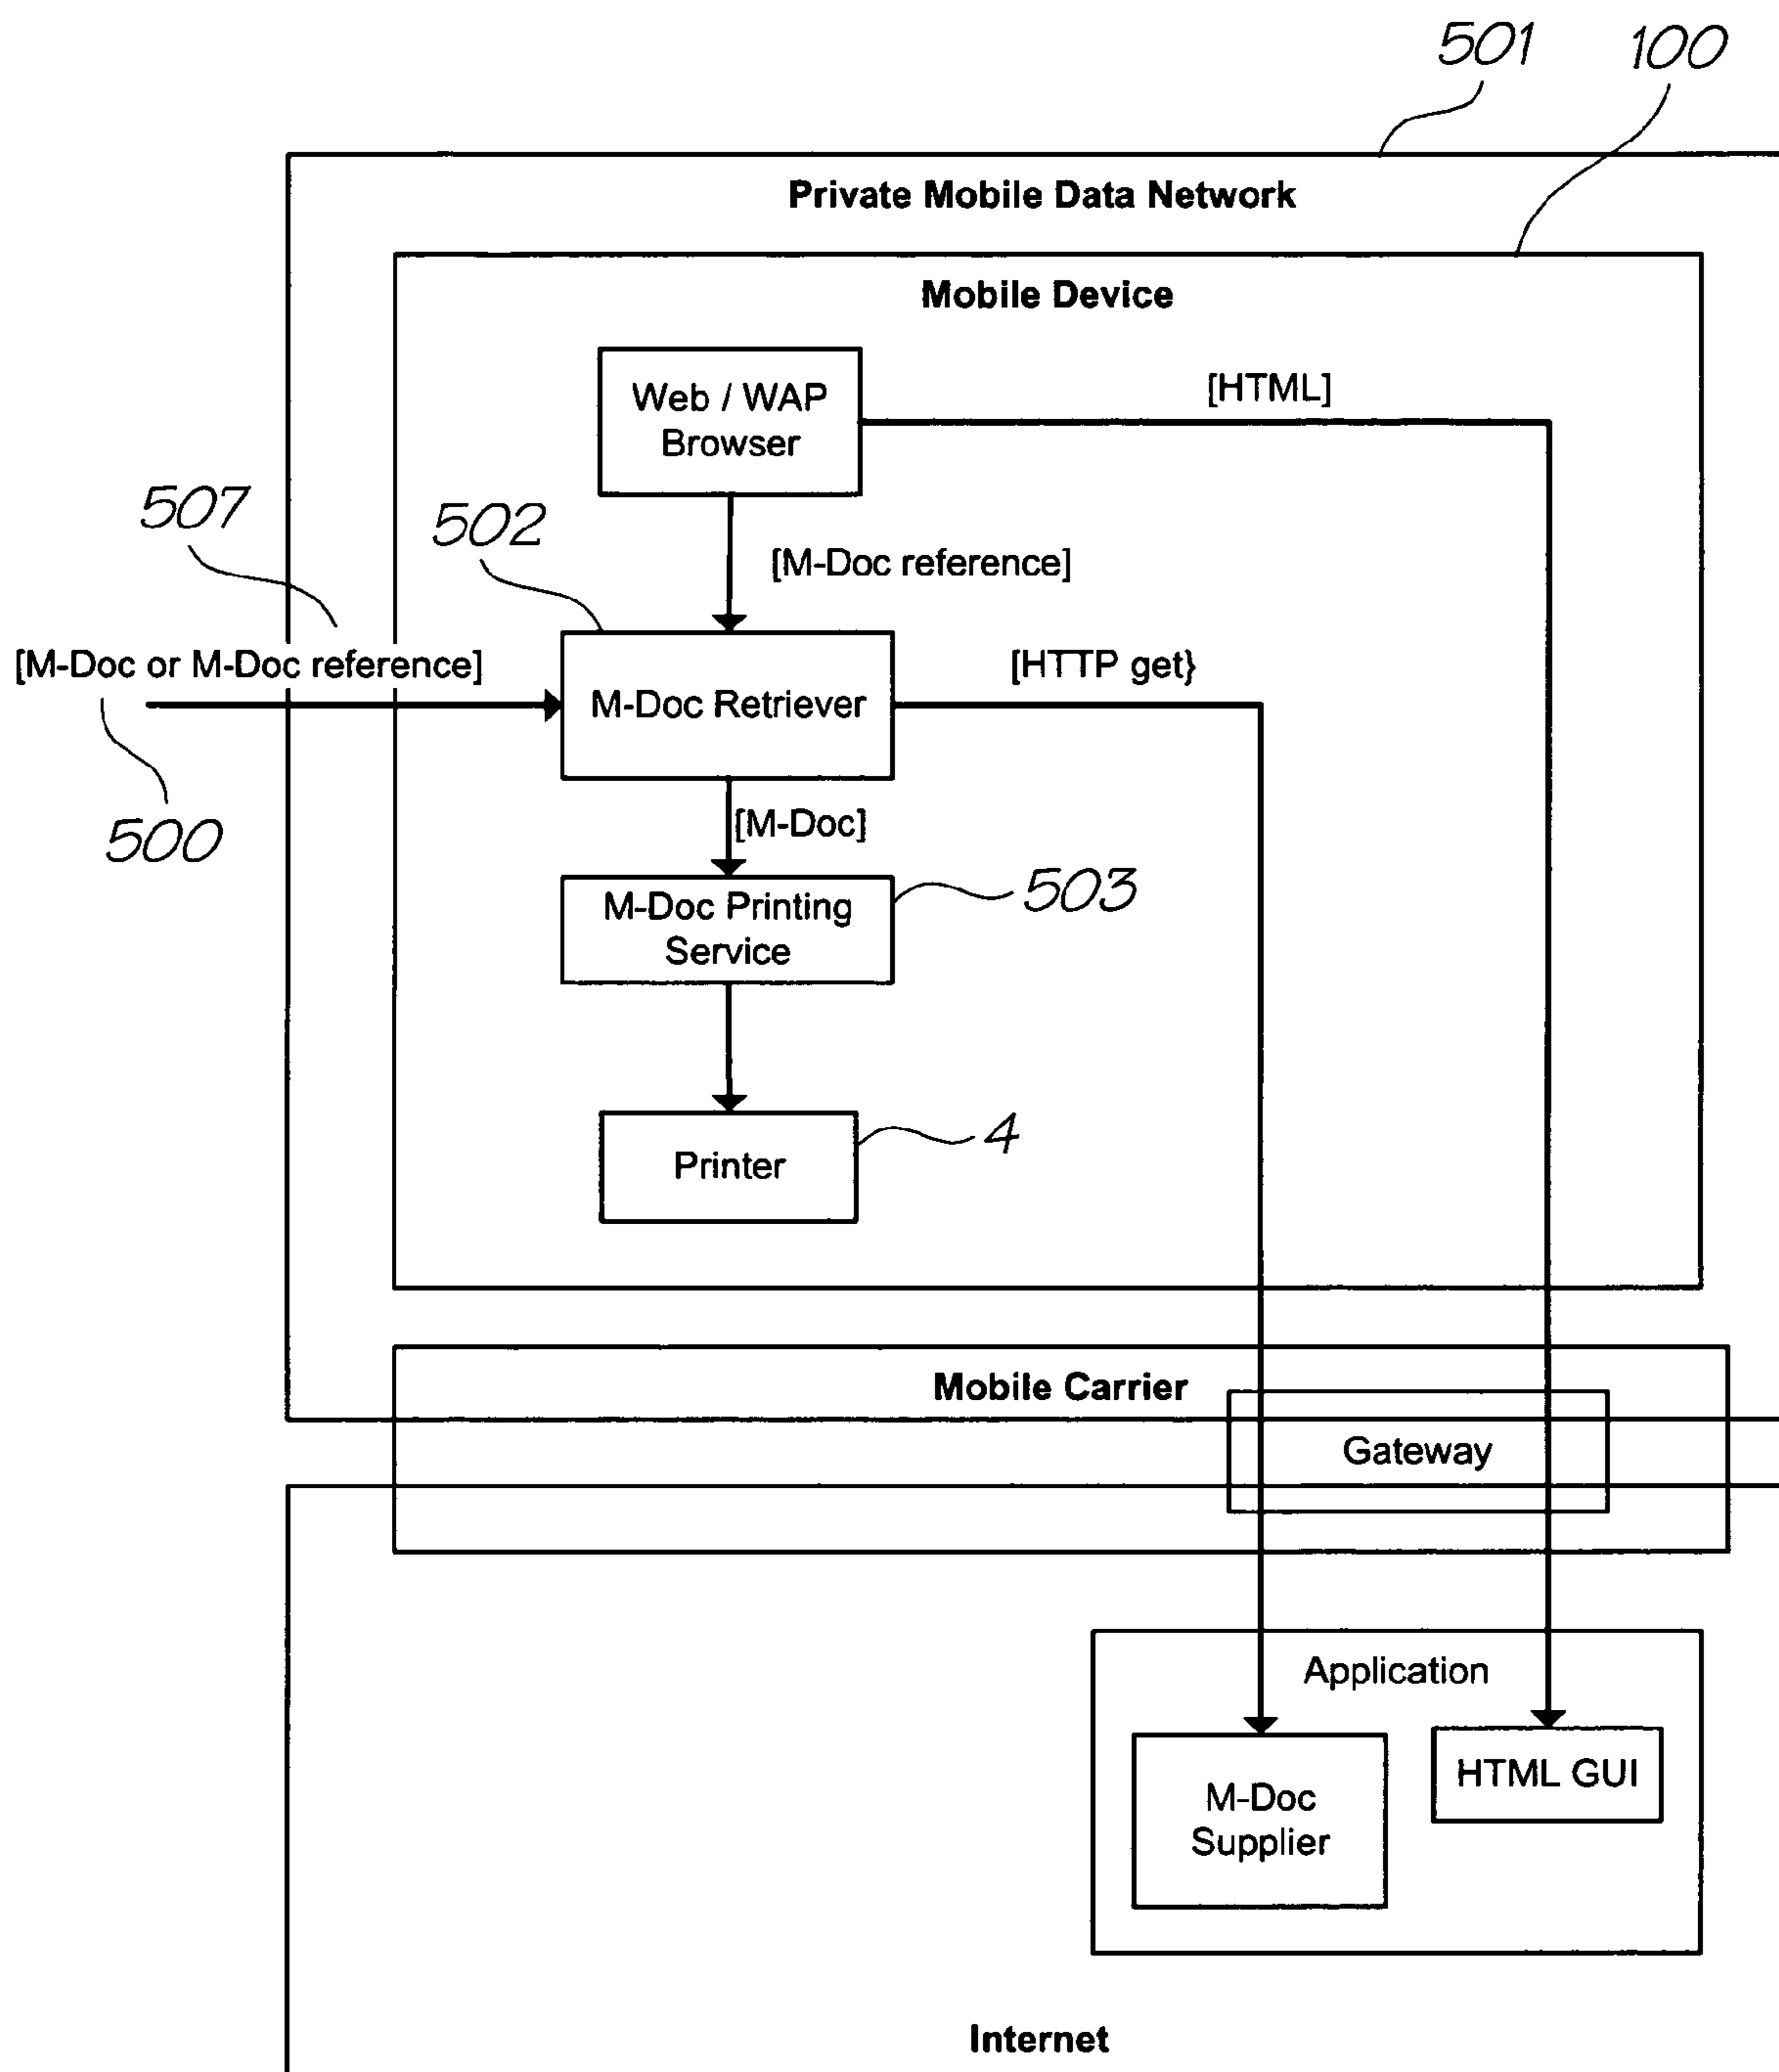 501
100
Private Mobile Data Network
Mobile Device
Web / WAP
Browser
[HTML]
507
502
[M-Doc reference]
[M-Doc or M-Doc reference]
M-Doc Retriever
[HTTP get}
500
[M-Doc]
M-Doc Printing
Service
503
Printer
4
Mobile Carrier
Gateway
Application
M-Doc
Supplier
HTML GUI
Internet